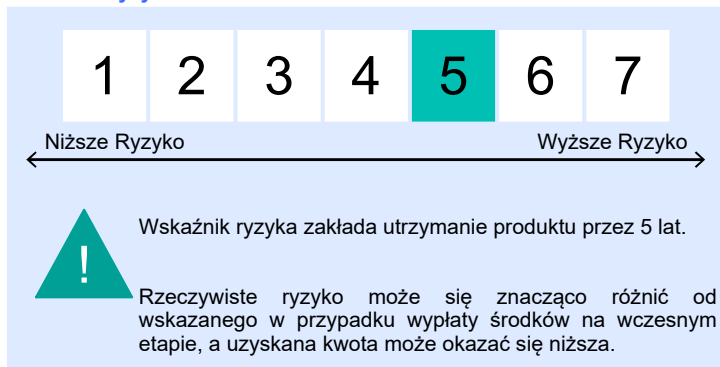 1 2 3 4 5 6 7
Niższe Ryzyko Wyższe Ryzyko
Wskaźnik ryzyka zakłada utrzymanie produktu przez 5 lat.
!
Rzeczywiste ryzyko może się znacząco różnić od
wskazanego w przypadku wypłaty środków na wczesnym
etapie, a uzyskana kwota może okazać się niższa.